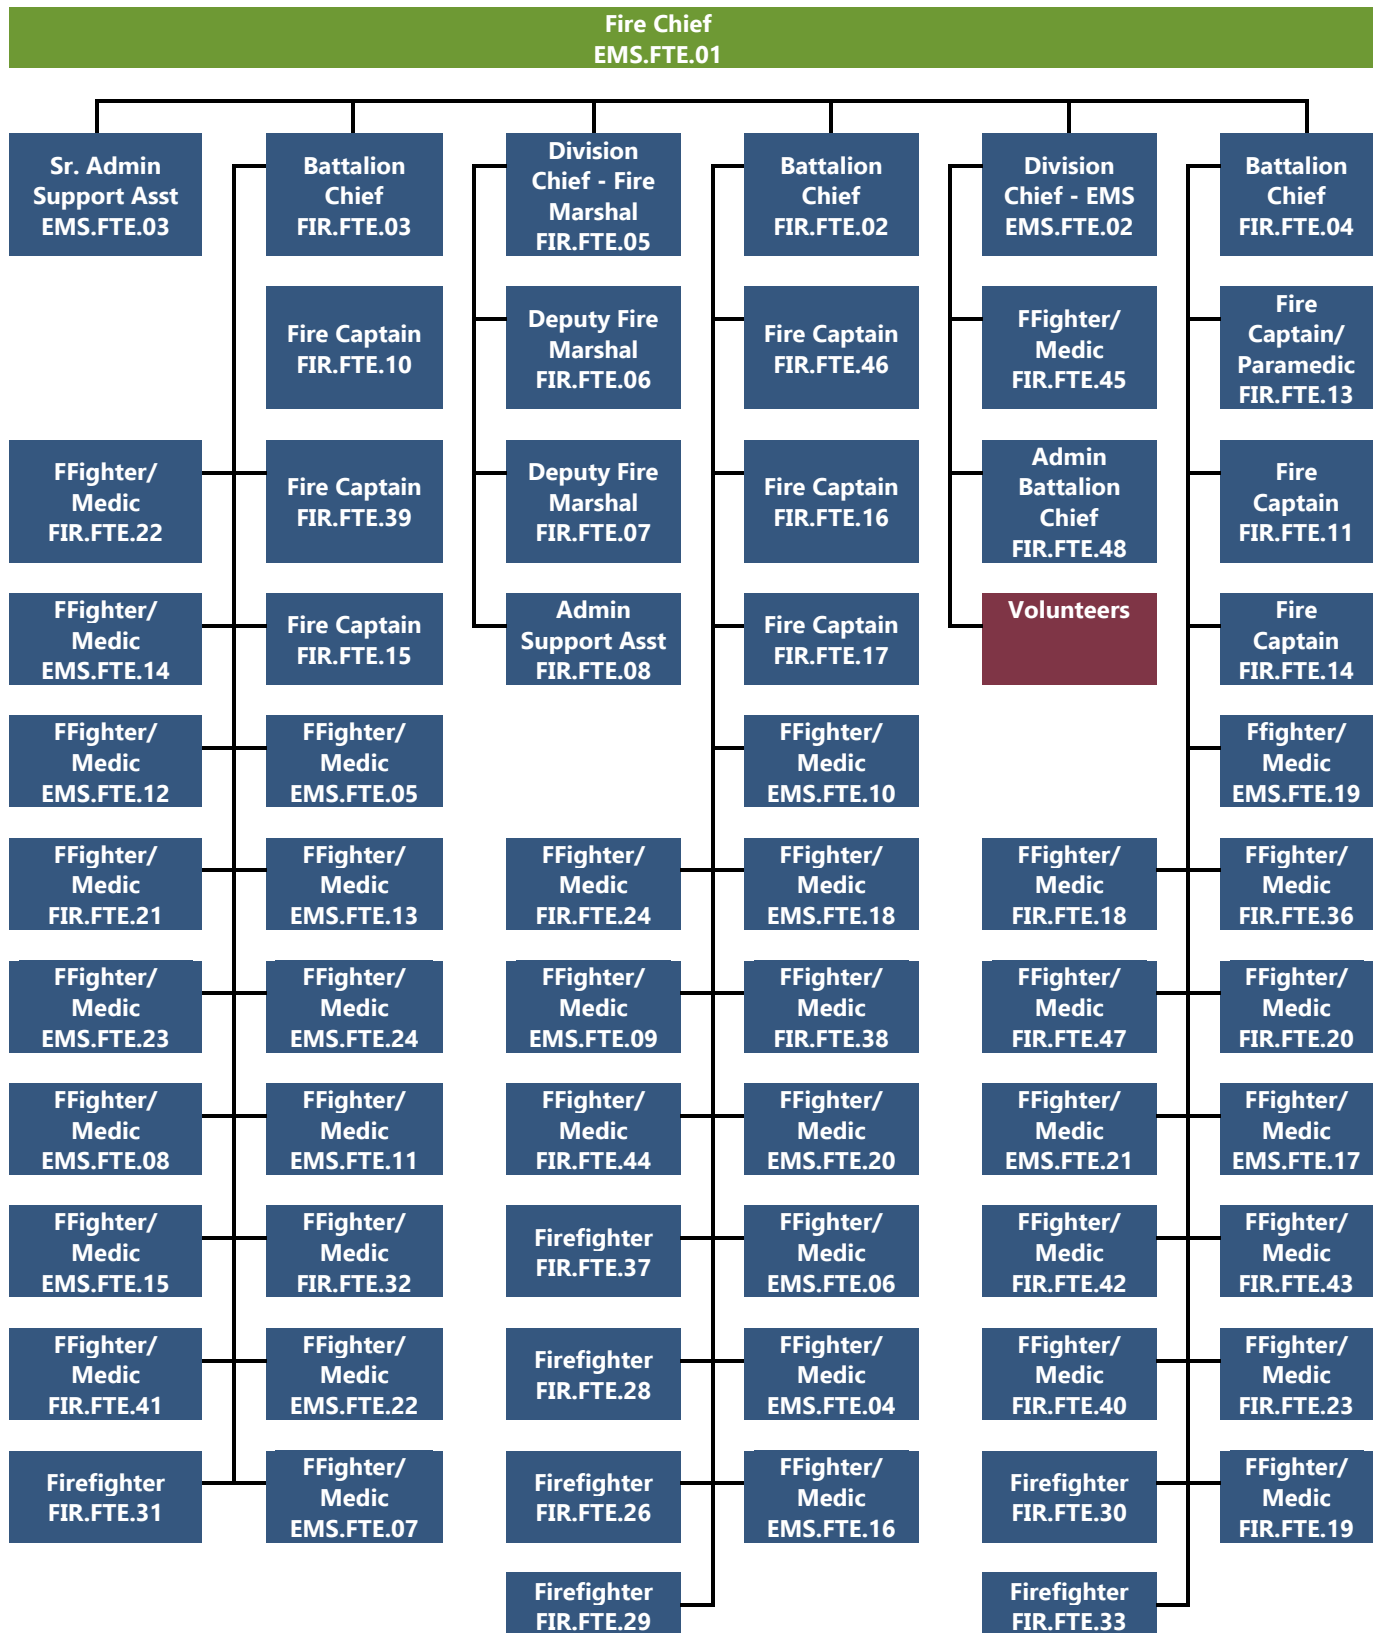 Fire Chief
EMS.FTE.01
Sr. Admin
Support Asst
EMS.FTE.03
Battalion
Chief
FIR.FTE.03
Division
Chief - Fire
Marshal
FIR.FTE.05
Battalion
Chief
FIR.FTE.02
Division
Chief - EMS
EMS.FTE.02
Battalion
Chief
FIR.FTE.04
Fire Captain
FIR.FTE.10
Deputy Fire
Marshal
FIR.FTE.06
Fire Captain
FIR.FTE.46
FFighter/
Medic
FIR.FTE.45
Fire
Captain/
Paramedic
FIR.FTE.13
FFighter/
Medic
FIR.FTE.22
Fire Captain
FIR.FTE.39
Deputy Fire
Marshal
FIR.FTE.07
Fire Captain
FIR.FTE.16
Admin
Battalion
Chief
FIR.FTE.48
Fire
Captain
FIR.FTE.11
FFighter/
Medic
EMS.FTE.14
Fire Captain
FIR.FTE.15
Admin
Support Asst
FIR.FTE.08
Fire Captain
FIR.FTE.17
Volunteers
Fire
Captain
FIR.FTE.14
FFighter/
Medic
EMS.FTE.12
FFighter/
Medic
EMS.FTE.05
FFighter/
Medic
EMS.FTE.10
Ffighter/
Medic
EMS.FTE.19
FFighter/
Medic
FIR.FTE.21
FFighter/
Medic
EMS.FTE.13
FFighter/
Medic
FIR.FTE.24
FFighter/
Medic
EMS.FTE.18
FFighter/
Medic
FIR.FTE.18
FFighter/
Medic
FIR.FTE.36
FFighter/
Medic
EMS.FTE.23
FFighter/
Medic
EMS.FTE.24
FFighter/
Medic
EMS.FTE.09
FFighter/
Medic
FIR.FTE.38
FFighter/
Medic
FIR.FTE.47
FFighter/
Medic
FIR.FTE.20
FFighter/
Medic
EMS.FTE.08
FFighter/
Medic
EMS.FTE.11
FFighter/
Medic
FIR.FTE.44
FFighter/
Medic
EMS.FTE.20
FFighter/
Medic
EMS.FTE.21
FFighter/
Medic
EMS.FTE.17
FFighter/
Medic
EMS.FTE.15
FFighter/
Medic
FIR.FTE.32
Firefighter
FIR.FTE.37
FFighter/
Medic
EMS.FTE.06
FFighter/
Medic
FIR.FTE.42
FFighter/
Medic
FIR.FTE.43
FFighter/
Medic
FIR.FTE.41
FFighter/
Medic
EMS.FTE.22
Firefighter
FIR.FTE.28
FFighter/
Medic
EMS.FTE.04
FFighter/
Medic
FIR.FTE.40
FFighter/
Medic
FIR.FTE.23
Firefighter
FIR.FTE.31
FFighter/
Medic
EMS.FTE.07
Firefighter
FIR.FTE.26
FFighter/
Medic
EMS.FTE.16
Firefighter
FIR.FTE.30
FFighter/
Medic
FIR.FTE.19
Firefighter
FIR.FTE.29
Firefighter
FIR.FTE.33